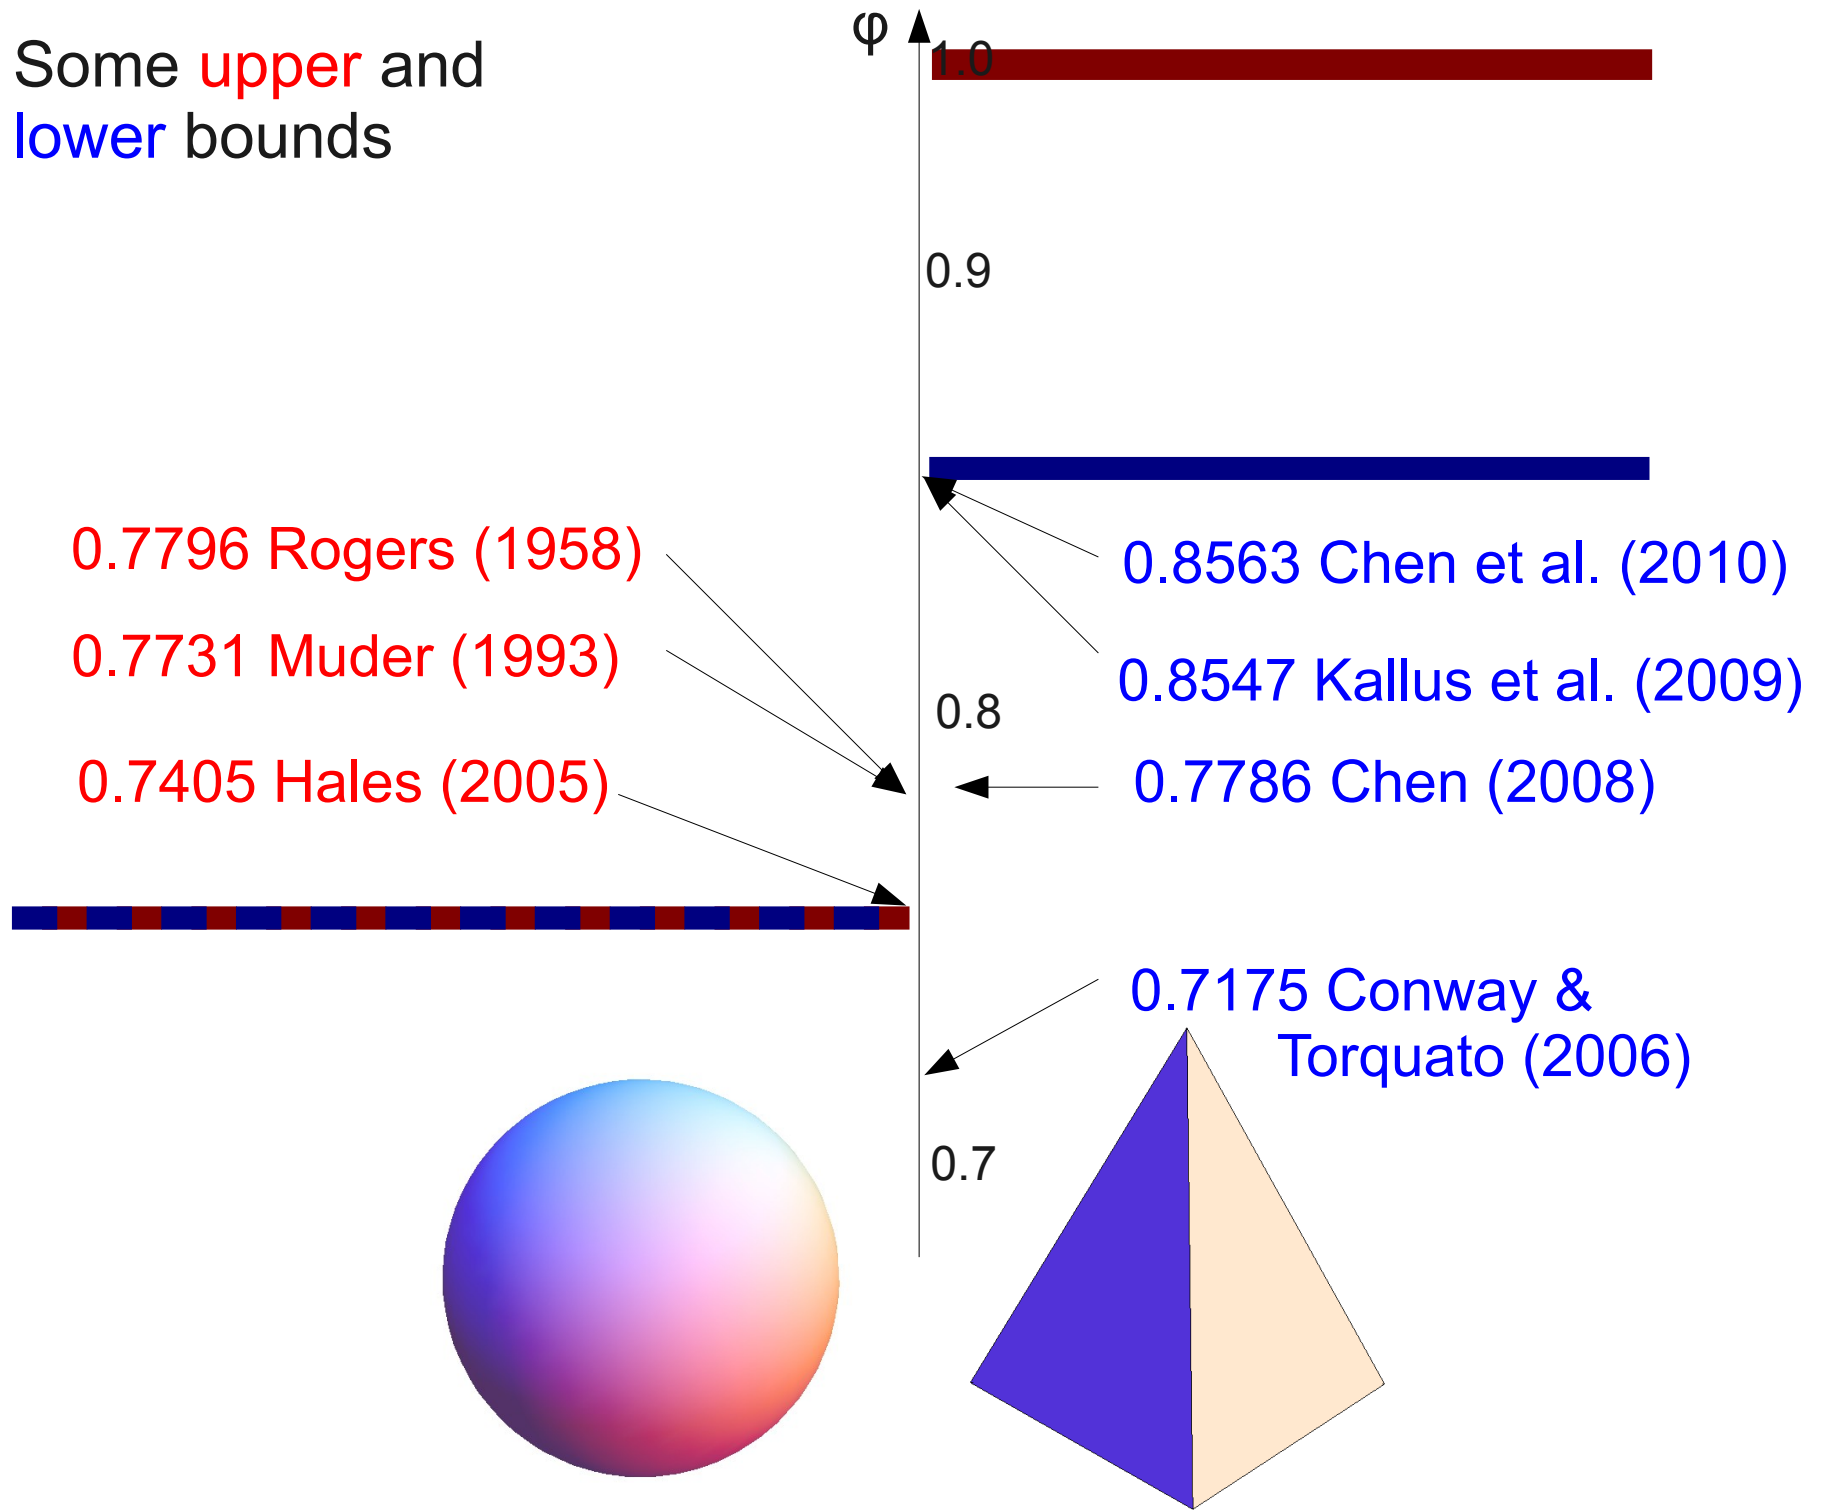 Some upper and
lower bounds
φ
1.0
0.9
0.8
0.7
0.7796 Rogers (1958)
0.7731 Muder (1993)
0.7405 Hales (2005)
0.8563 Chen et al. (2010)
0.8547 Kallus et al. (2009)
0.7786 Chen (2008)
0.7175 Conway &
Torquato (2006)